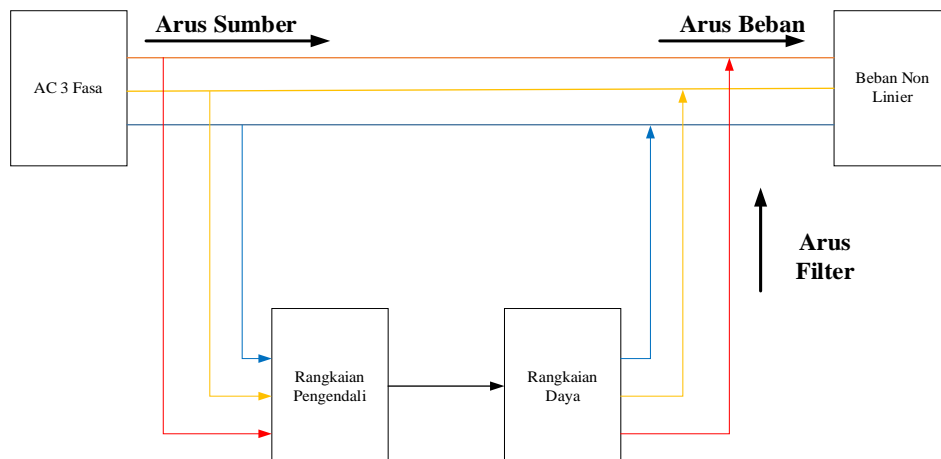 Arus Sumber
Arus Beban
AC 3 Fasa
Beban Non
Linier
Arus
Filter
Rangkaian
Pengendali
Rangkaian
Daya